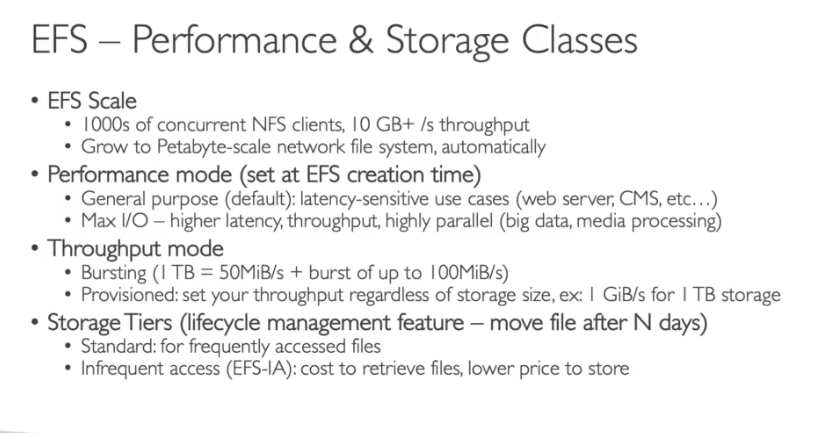 EFS – Performance & Storage Classes
• EFS Scale
• 1000s of concurrent NFS clients, 10 GB+ /s throughput
• Grow to Petabyte-scale network file system, automatically
• Performance mode (set at EFS creation time)
• General purpose (default): latency-sensitive use cases (web server, CMS, etc…)
• Max I/O – higher latency, throughput, highly parallel (big data, media processing)
• Throughput mode
• Bursting (1 TB = 50MiB/s + burst of up to 100MiB/s)
• Provisioned: set your throughput regardless of storage size, ex: 1 GiB/s for 1 TB storage
• Storage Tiers (lifecycle management feature – move file after N days)
• Standard: for frequently accessed files
• Infrequent access (EFS-IA): cost to retrieve files, lower price to store